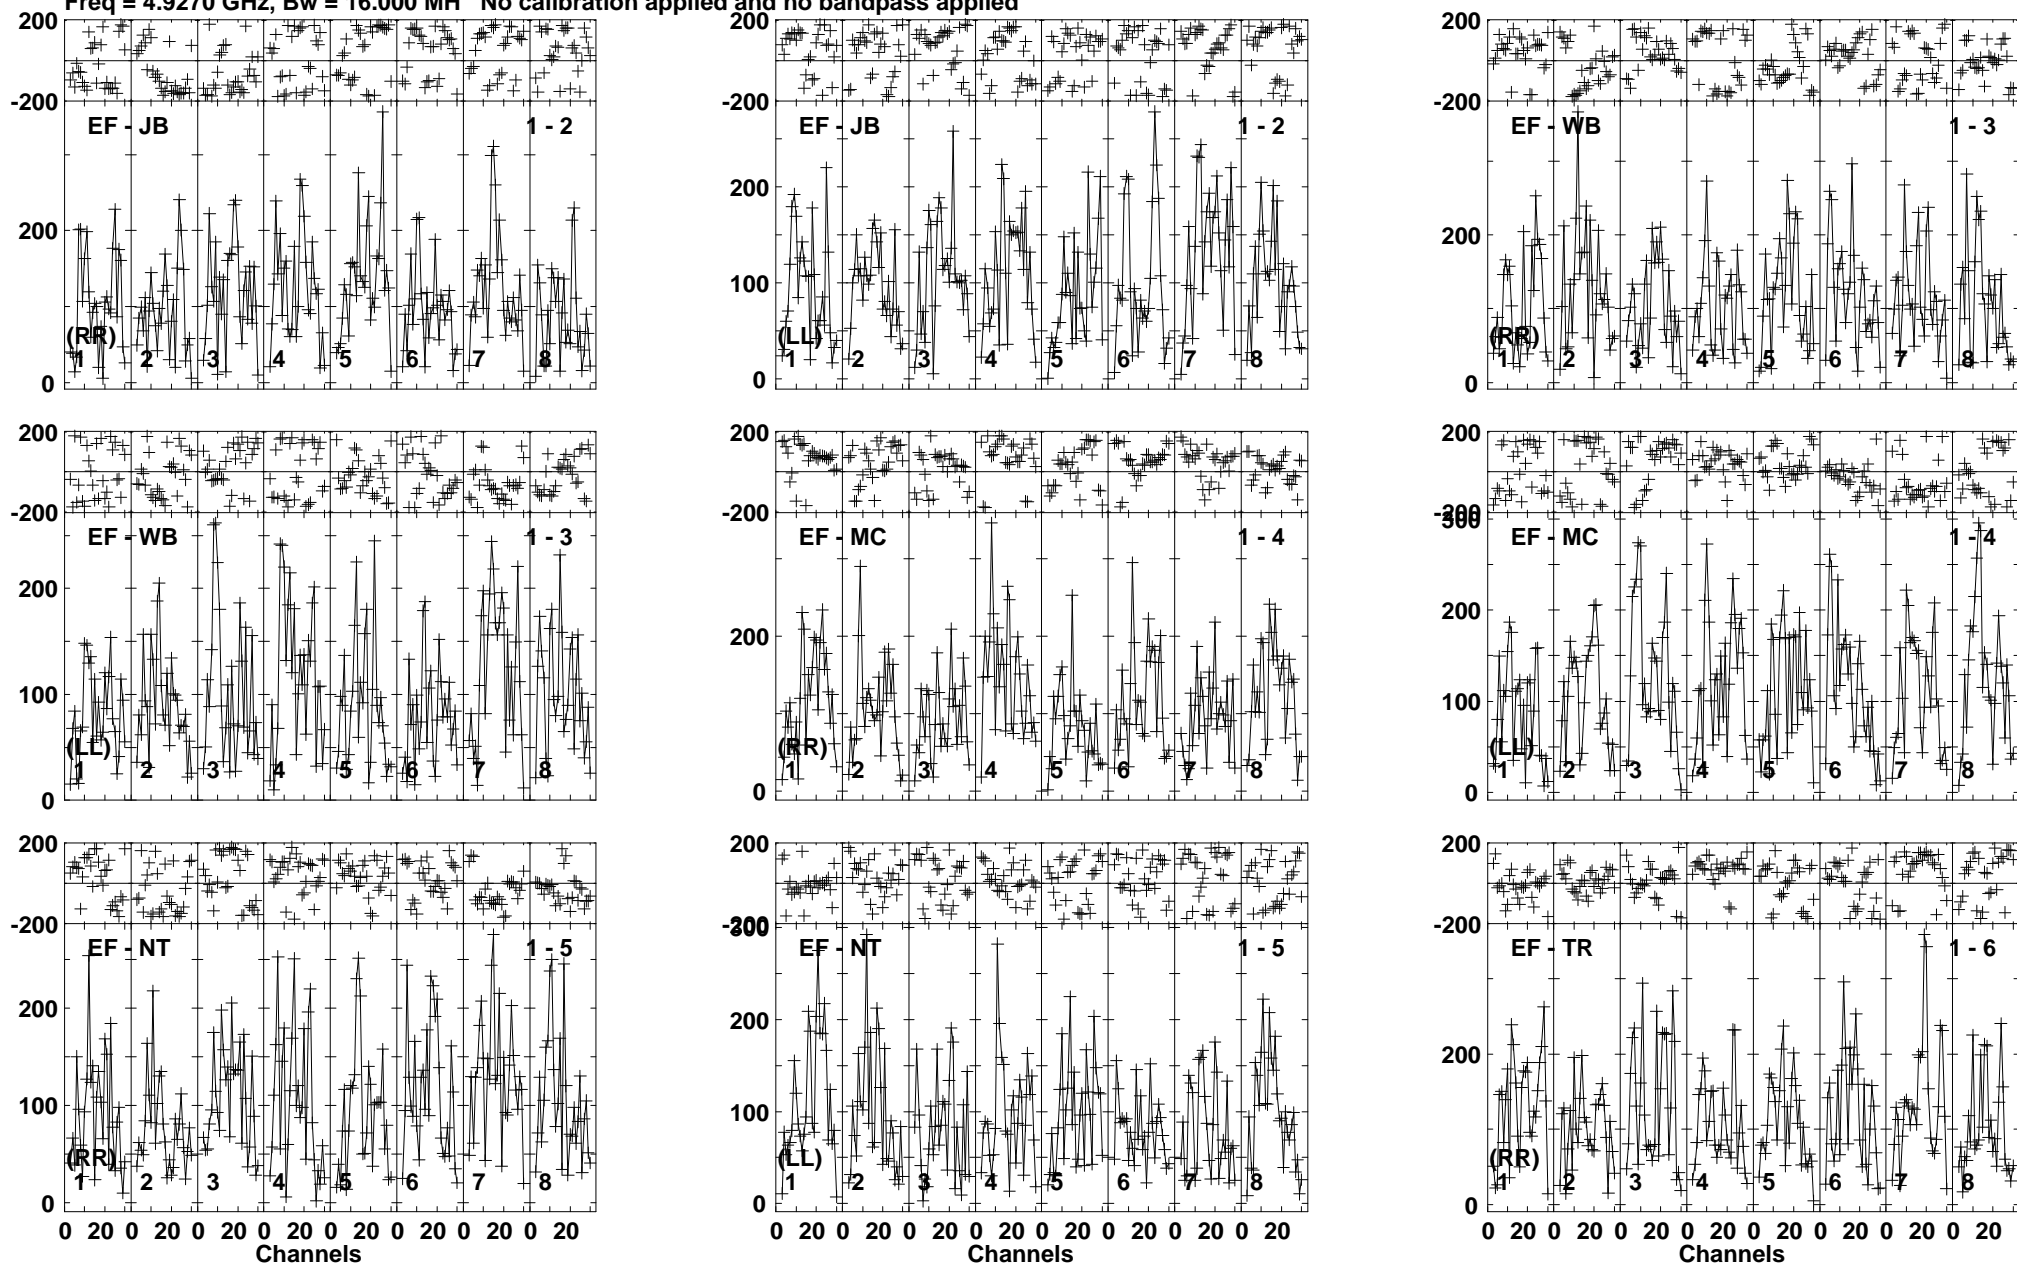 Freq = 4.9270 GHz, Bw = 16.000 MH No calibration applied and no bandpass applied
200 200 200
-200 -200 -200
EF - JB 1 - 2 EF - JB 1 - 2 EF - WB 1 - 3
200 200 200
100
(RR) (LL) (RR)
1 2 3 4 5 6 7 8 1 2 3 4 5 6 7 8 1 2 3 4 5 6 7 8
0 0 0
200 200 200
-200 -200 -200
300
EF - WB 1 - 3 EF - MC 1 - 4 EF - MC 1 - 4
200 200 200
100 100
(LL) (RR) (LL)
1 2 3 4 5 6 7 8 1 2 3 4 5 6 7 8 1 2 3 4 5 6 7 8
0 0 0
200 200 200
-200 -200 -200
300
EF - NT 1 - 5 EF - NT 1 - 5 EF - TR 1 - 6
200 200 200
100 100
(RR) (LL) (RR)
1 2 3 4 5 6 7 8 1 2 3 4 5 6 7 8 1 2 3 4 5 6 7 8
0 0 0
0 20 0 20 0 20 0 20 0 20 0 20 0 20 0 20 0 20 0 20 0 20 0 20 0 20 0 20 0 20 0 20 0 20 0 20 0 20 0 20 0 20 0 20 0 20 0 20
Channels Channels Channels